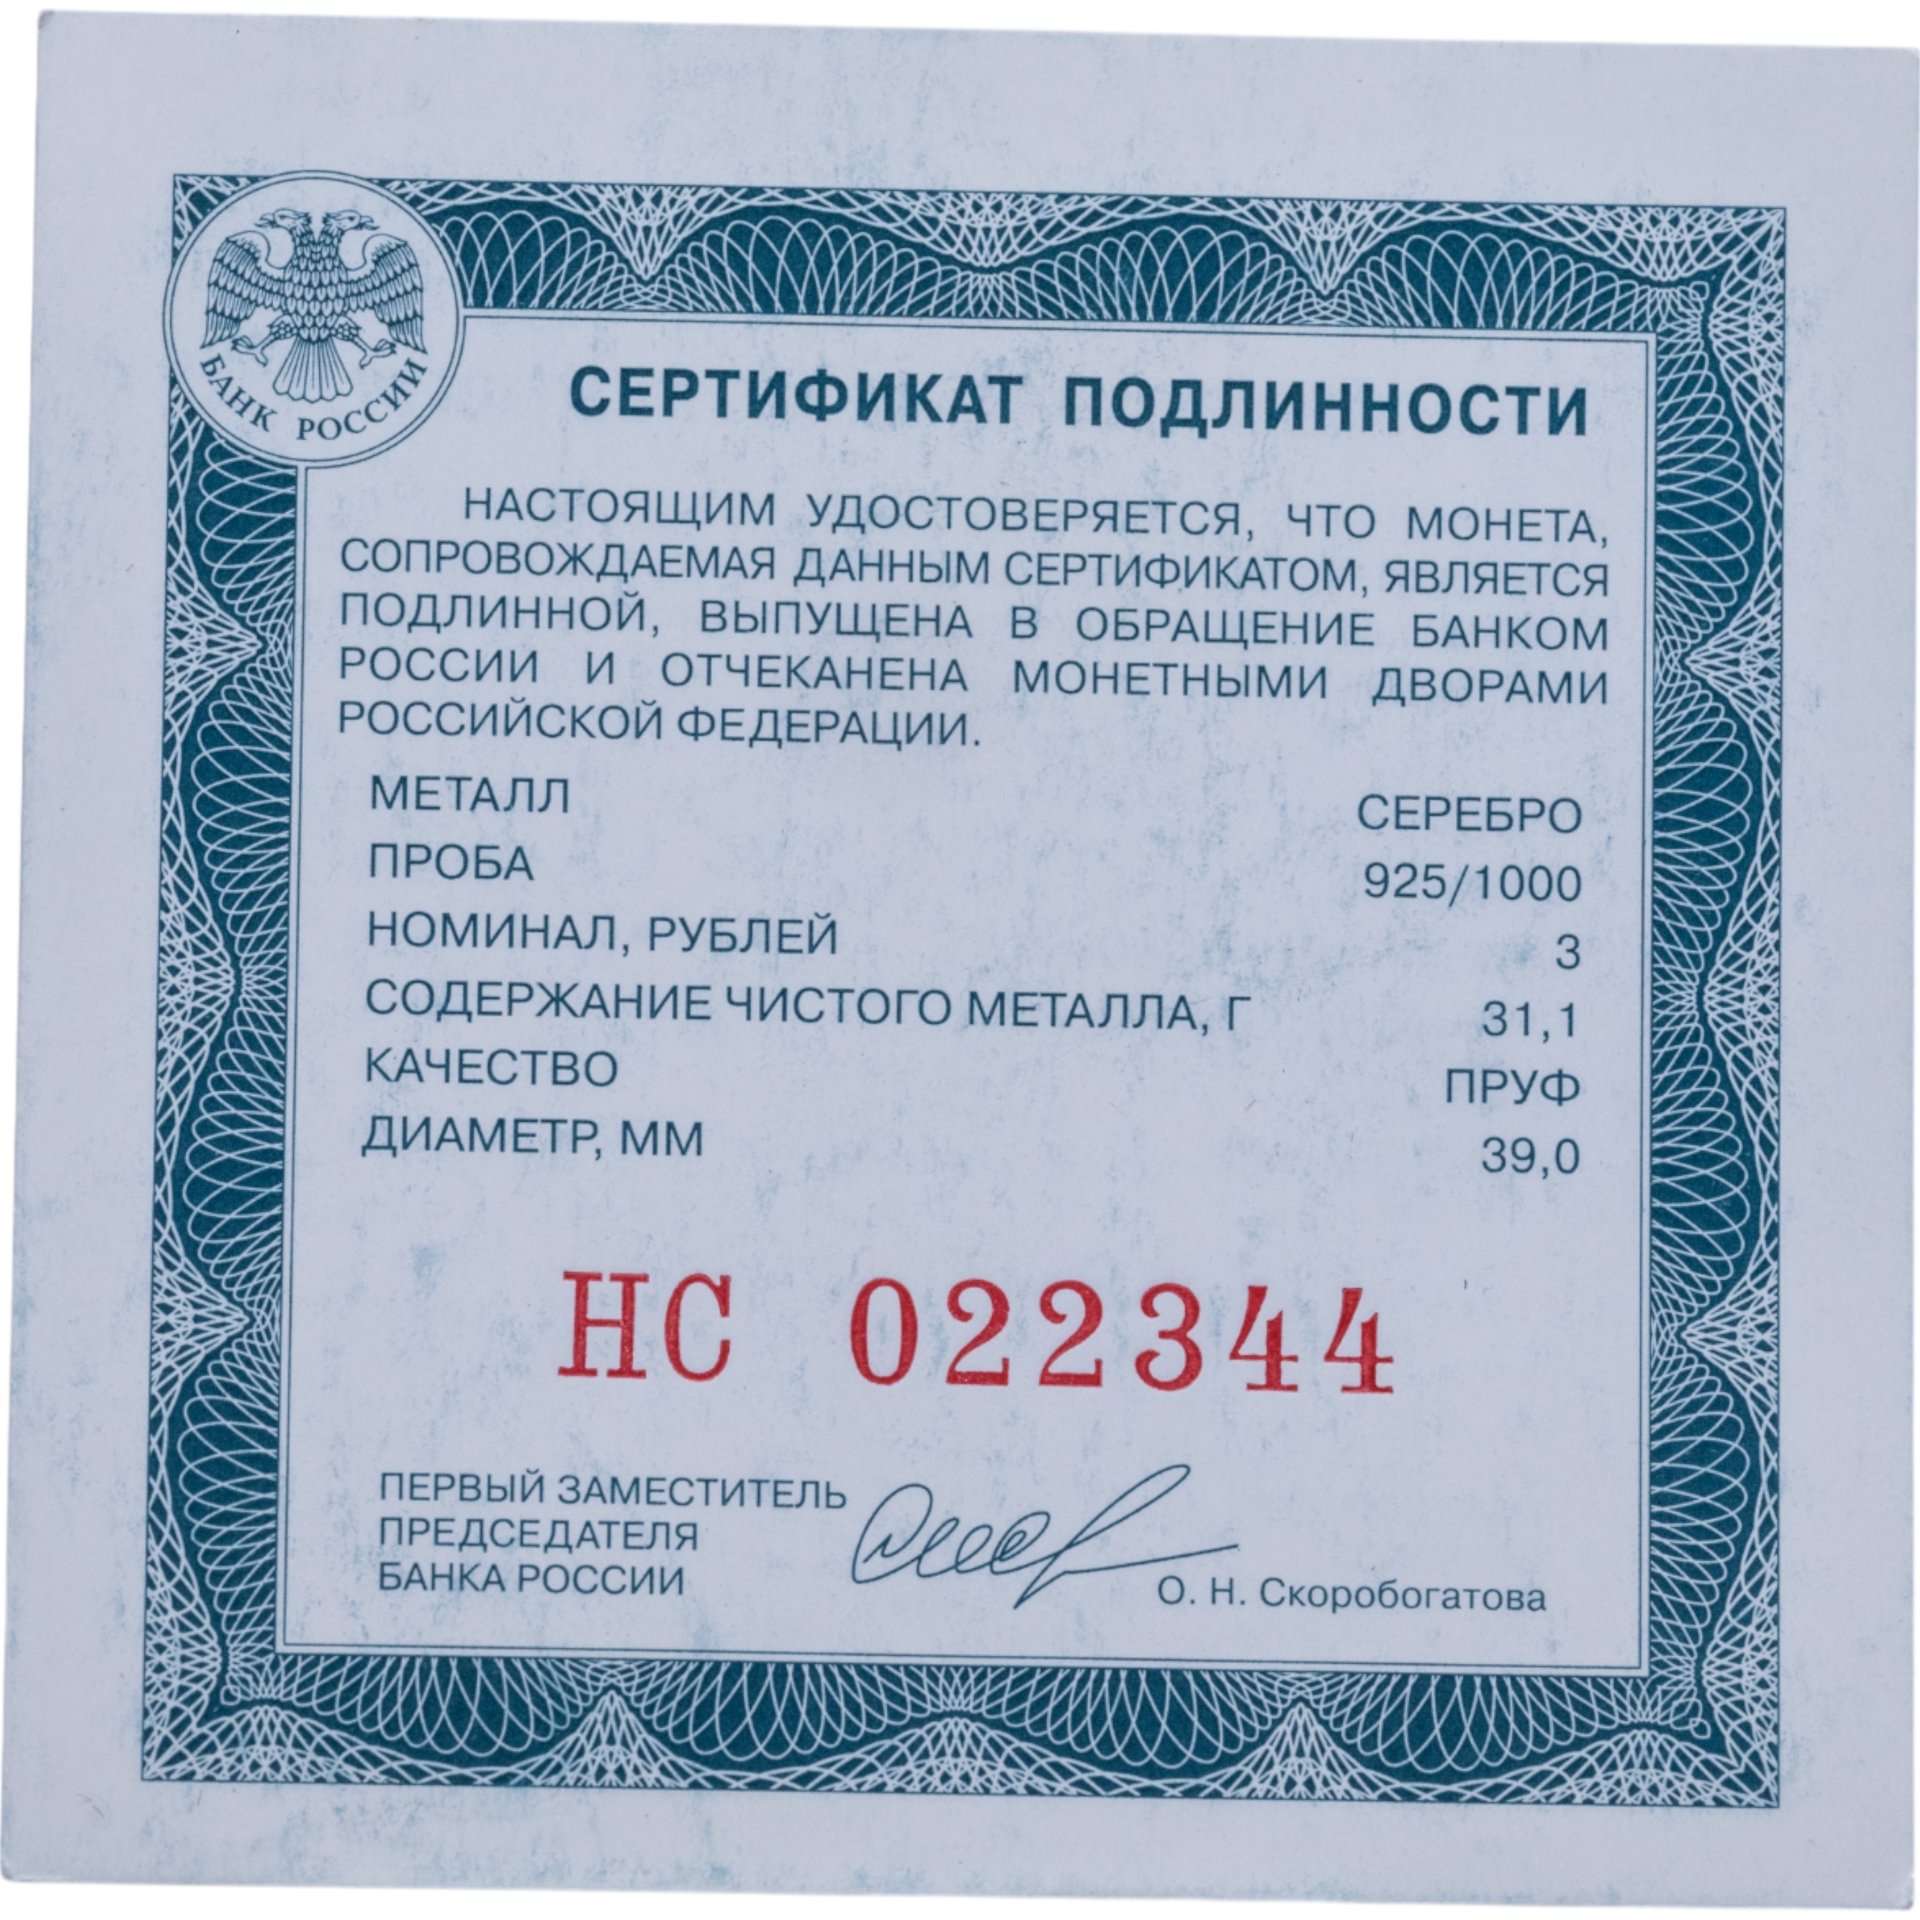 БАНК РОССИИ
СЕРТИФИКАТ ПОДЛИННОСТИ
НАСТОЯЩИМ УДОСТОВЕРЯЕТСЯ, ЧТО МОНЕТА,
СОПРОВОЖДАЕМАЯ ДАННЫМ СЕРТИФИКАТОМ, ЯВЛЯЕТСЯ
ПОДЛИННОЙ, ВЫПУЩЕНА В ОБРАЩЕНИЕ БАНКОМ
РОССИИ И ОТЧЕКАНЕНА МОНЕТНЫМИ ДВОРАМИ
РОССИЙСКОЙ ФЕДЕРАЦИИ.
МЕТАЛЛ СЕРЕБРО
ПРОБА 925/1000
НОМИНАЛ, РУБЛЕЙ 3
СОДЕРЖАНИЕ ЧИСТОГО МЕТАЛЛА, Г 31,1
КАЧЕСТВО ПРУФ
ДИАМЕТР, ММ 39,0
НС 022344
ПЕРВЫЙ ЗАМЕСТИТЕЛЬ
ПРЕДСЕДАТЕЛЯ
БАНКА РОССИИ О. Н. Скоробогатова